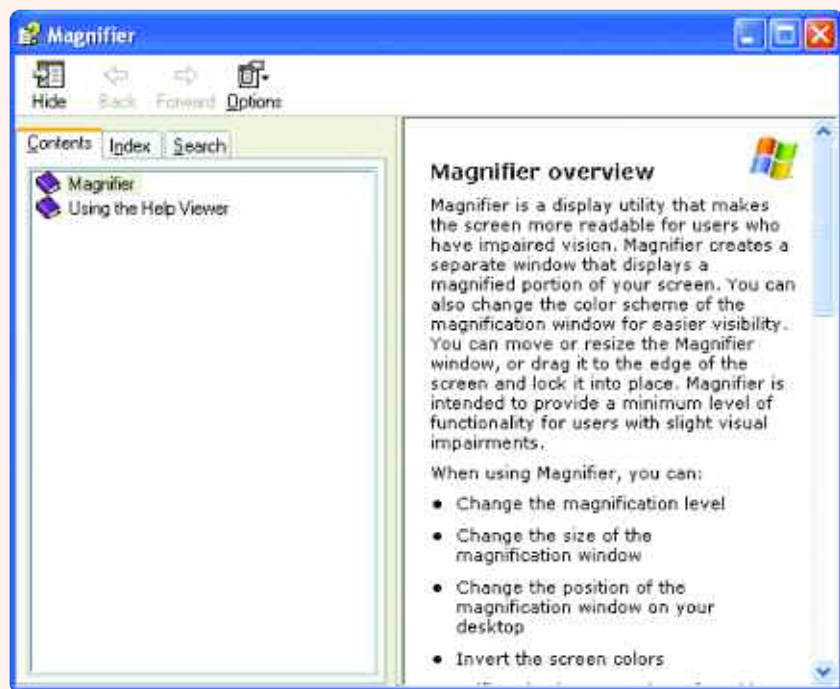 Magnifier
Hide Back Forward Options
Contents Index Search
Magnifier
Using the Help Viewer
Magnifier overview
Magnifier is a display utility that makes
the screen more readable for users who
have impaired vision. Magnifier creates a
separate window that displays a
magnified portion of your screen. You can
also change the color scheme of the
magnification window for easier visibility.
You can move or resize the Magnifier
window, or drag it to the edge of the
screen and lock it into place. Magnifier is
intended to provide a minimum level of
functionality for users with slight visual
impairments.
When using Magnifier, you can:
• Change the magnification level
• Change the size of the
magnification window
• Change the position of the
magnification window on your
desktop
• Invert the screen colors